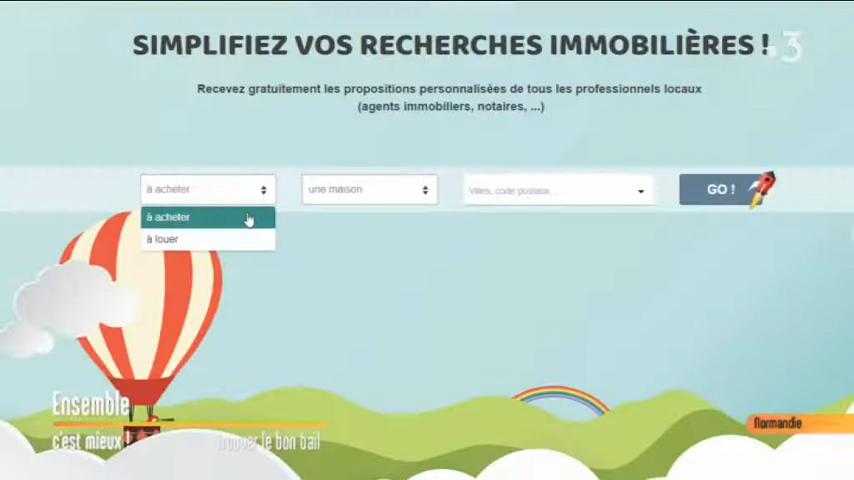 SIMPLIFIEZ VOS RECHERCHES IMMOBILIÈRES !
3
Recevez gratuitement les propositions personnalisées de tous les professionnels locaux
(agents immobiliers, notaires, ...)
à acheter
une maison
Villes, code postaux, ...
GO !
à acheter
à louer
Ensemble
c'est mieux !
trouver le bon bail
Normandie